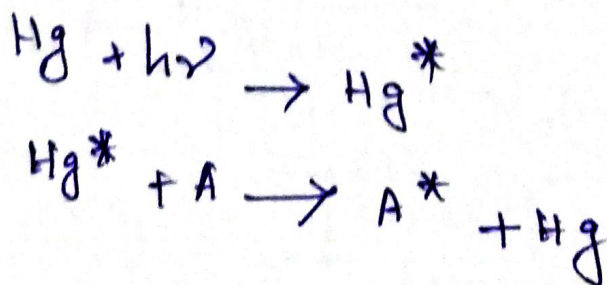 Hg + hν → Hg*
Hg* + A → A* + Hg